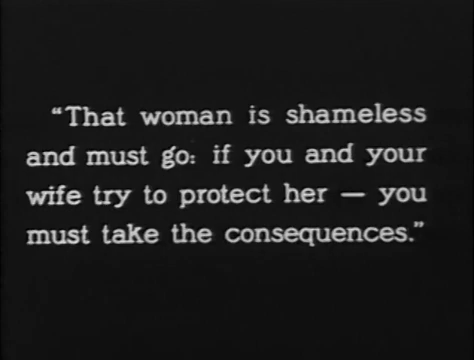 “That woman is shameless
and must go: if you and your
wife try to protect her — you
must take the consequences.”